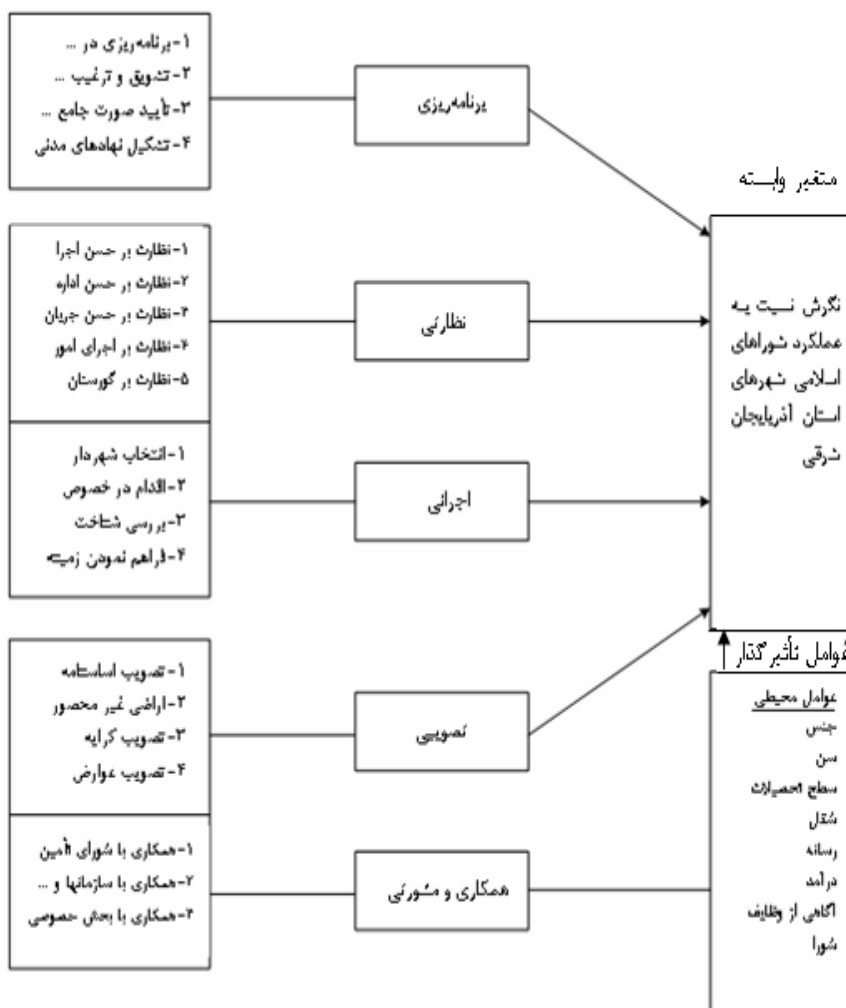 ۱-برنامه‌ریزی در ...
۲-تشویق و ترغیب ...
۳-تأیید صورت جامع ...
۴-تشکیل نهادهای مدنی
برنامه‌ریزی
متغیر وابسته
۱-نظارت بر حسن اجرا
۲-نظارت بر حسن اداره
۳-نظارت بر حسن جریان
۴-نظارت بر اجرای امور
۵-نظارت بر گورستان
نظارتی
نگرش نسبت به
عملکرد شوراهای
اسلامی شهرهای
استان آذربایجان
شرقی
۱-انتخاب شهردار
۲-اقدام در خصوص
۳-بررسی شناخت
۴-فراهم نمودن زمینه
اجرائی
۱-تصویب اساسنامه
۲-اراضی غیر محصور
۳-تصویب کرایه
۴-تصویب عوارض
تصویبی
عوامل تأثیر گذار
عوامل محیطی
جنس
سن
سطح تحصیلات
شغل
رسانه
درآمد
آگاهی از وظایف
شورا
۱-همکاری با شورای تأمین
۲-همکاری با سازمانها و ...
۳-همکاری با بخش خصوصی
همکاری و مشورتی